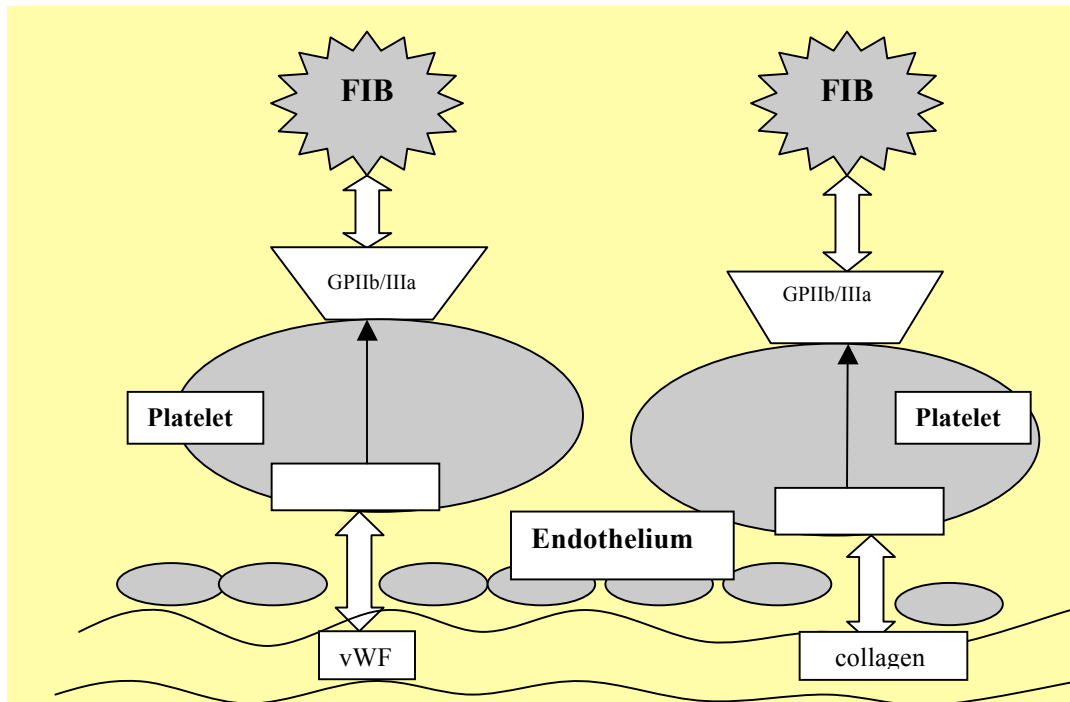 FIB
FIB
GPIIb/IIIa
GPIIb/IIIa
Platelet
Platelet
Endothelium
vWF
collagen